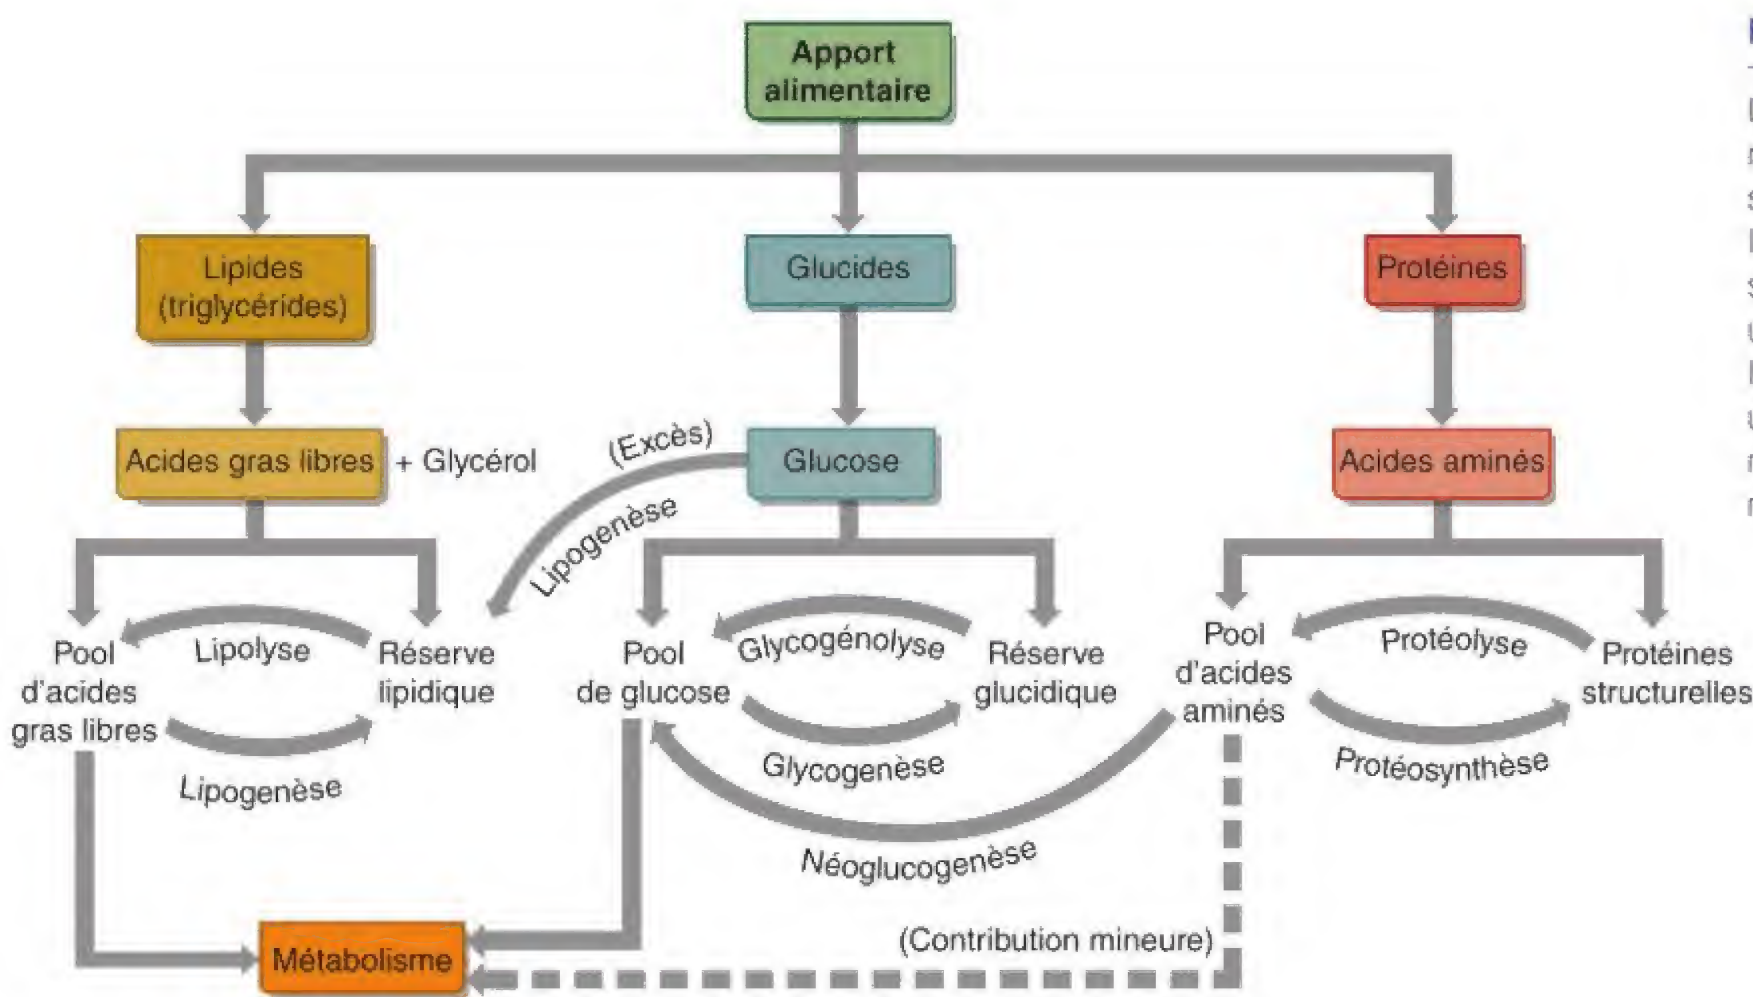 Apport
alimentaire
Lipides
(triglycérides)
Glucides
Protéines
Acides gras libres
+ Glycérol
(Excès)
Lipogenèse
Glucose
Acides aminés
Pool
d'acides
gras libres
Lipolyse
Lipogenèse
Réserve
lipidique
Pool
de glucose
Glycogénolyse
Glycogenèse
Réserve
glucidique
Pool
d'acides
aminés
Protéolyse
Protéosynthèse
Protéines
structurelles
Néoglucogenèse
(Contribution mineure)
Métabolisme